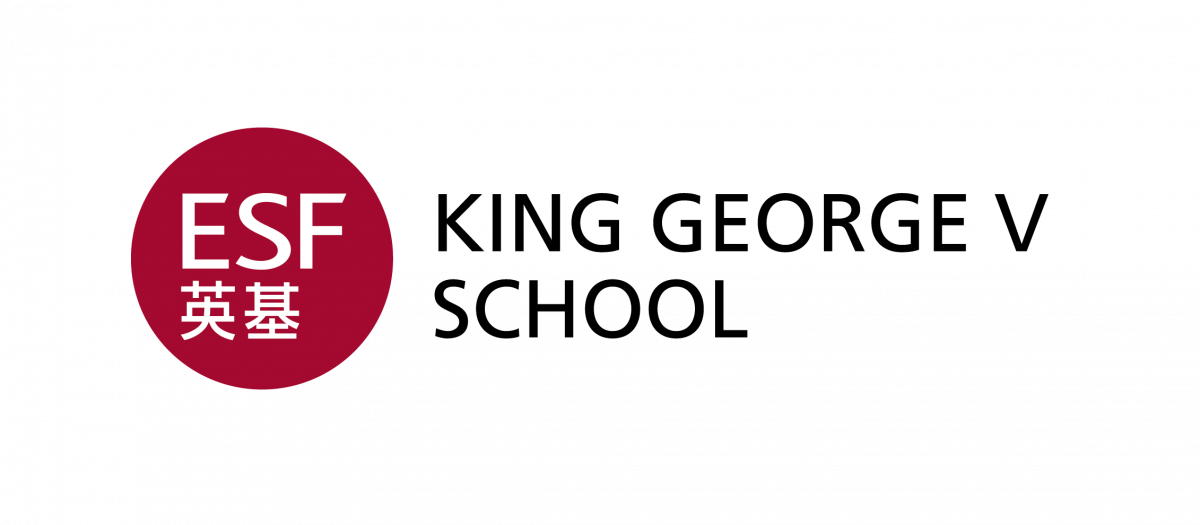 ESF
英基
KING GEORGE V
SCHOOL